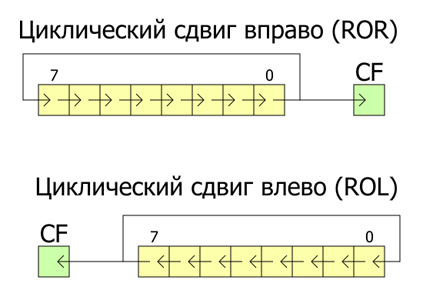 Циклический сдвиг вправо (ROR)
7 0 CF
Циклический сдвиг влево (ROL)
CF 7 0